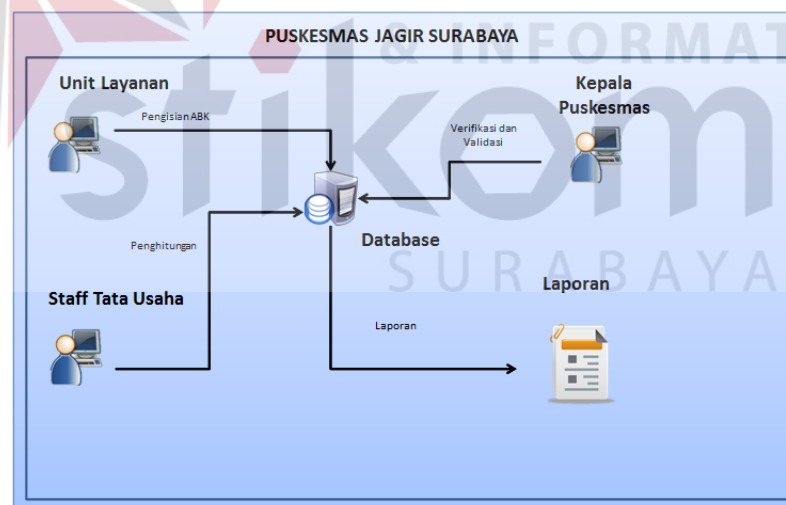 PUSKESMAS JAGIR SURABAYA
& INFORMAT
Unit Layanan
Kepala
Puskesmas
Pengisian ABK
Verifikasi dan
Validasi
stikom
Database
Penghitungan
SURABAYA
Staff Tata Usaha
Laporan
Laporan